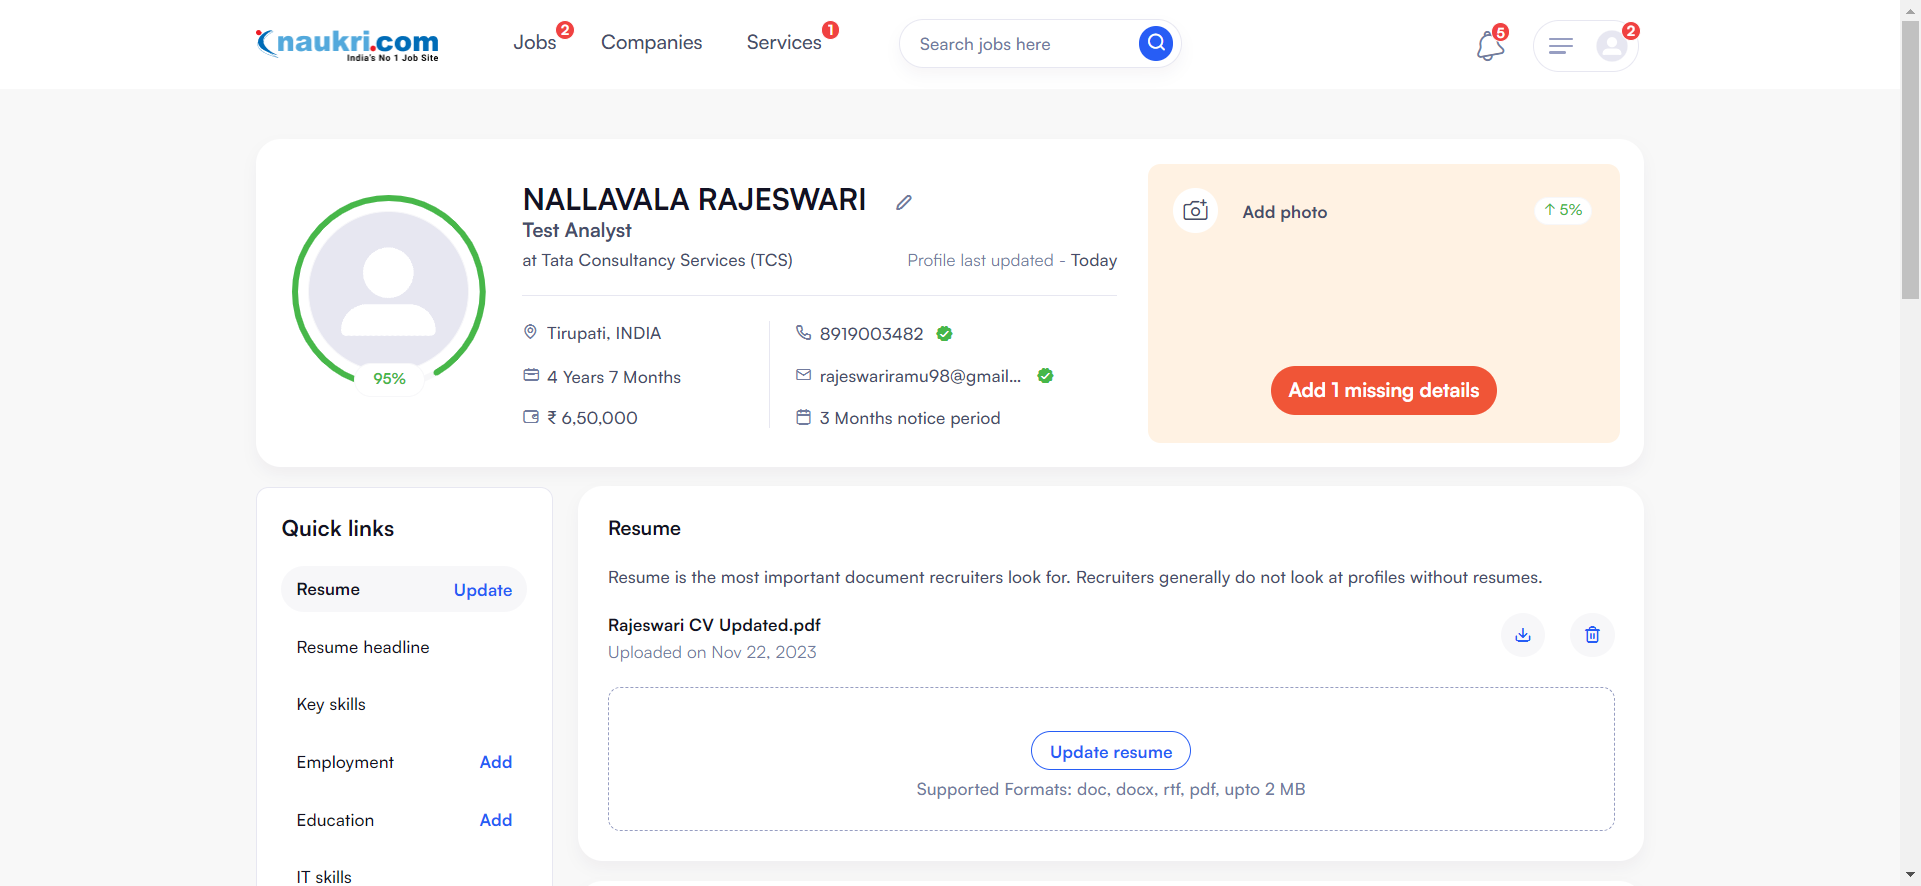 naukri.com
India's No 1 Job Site
Jobs 2
Companies
Services 1
Search jobs here
5
2
NALLAVALA RAJESWARI
Test Analyst
at Tata Consultancy Services (TCS)
Profile last updated - Today
95%
Tirupati, INDIA
4 Years 7 Months
₹ 6,50,000
8919003482
rajeswariramu98@gmail...
3 Months notice period
Add photo
↑ 5%
Add 1 missing details
Quick links
Resume Update
Resume headline
Key skills
Employment Add
Education Add
IT skills
Resume
Resume is the most important document recruiters look for. Recruiters generally do not look at profiles without resumes.
Rajeswari CV Updated.pdf
Uploaded on Nov 22, 2023
Update resume
Supported Formats: doc, docx, rtf, pdf, upto 2 MB